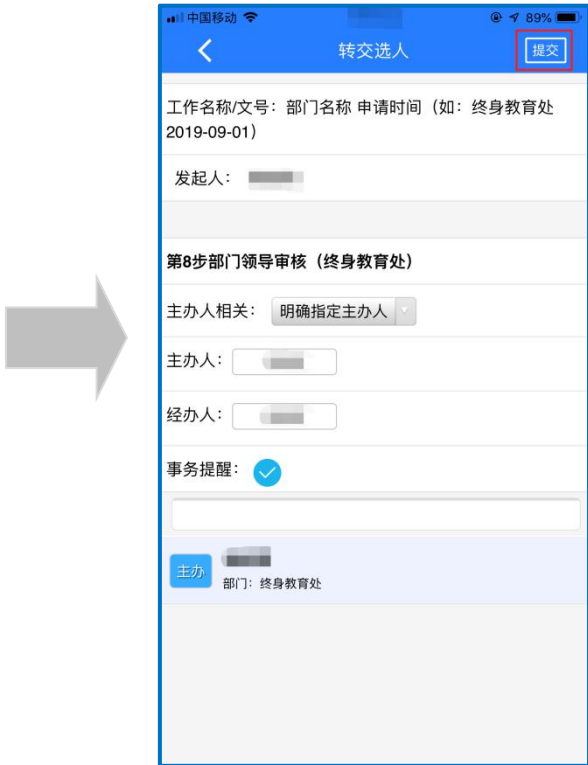 中国移动 89%
转交选人 提交
工作名称/文号：部门名称 申请时间（如：终身教育处
2019-09-01）
发起人：
第8步部门领导审核（终身教育处）
主办人相关： 明确指定主办人
主办人：
经办人：
事务提醒：
主办
部门：终身教育处